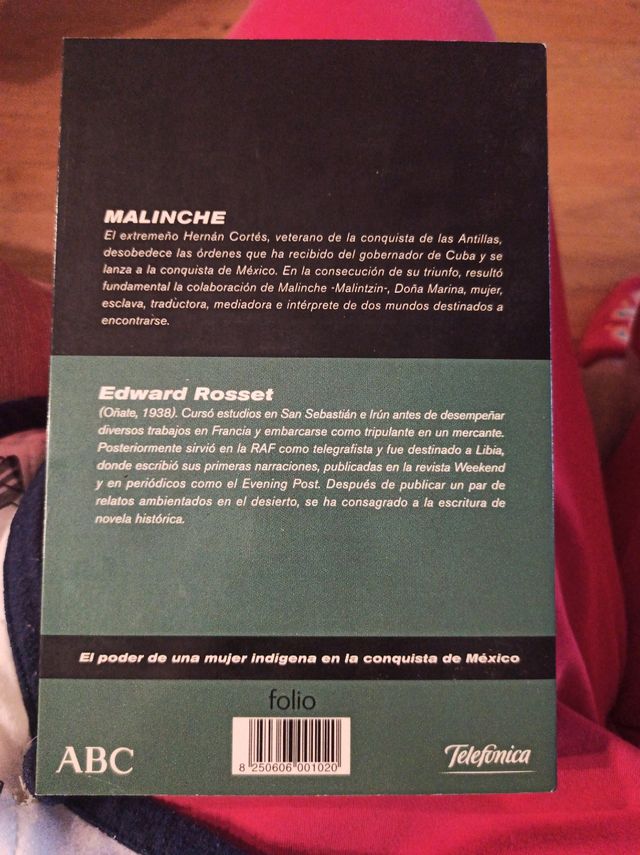 MALINCHE
El extremeño Hernán Cortés, veterano de la conquista de las Antillas,
desobedece las órdenes que ha recibido del gobernador de Cuba y se
lanza a la conquista de México. En la consecución de su triunfo, resultó
fundamental la colaboración de Malinche -Malintzin-, Doña Marina, mujer,
esclava, traductora, mediadora e intérprete de dos mundos destinados a
encontrarse.
Edward Rosset
(Oñate, 1938). Cursó estudios en San Sebastián e Irún antes de desempeñar
diversos trabajos en Francia y embarcarse como tripulante en un mercante.
Posteriormente sirvió en la RAF como telegrafista y fue destinado a Libia,
donde escribió sus primeras narraciones, publicadas en la revista Weekend
y en periódicos como el Evening Post. Después de publicar un par de
relatos ambientados en el desierto, se ha consagrado a la escritura de
novela histórica.
El poder de una mujer indígena en la conquista de México
folio
ABC
8 250606 001020
Telefónica